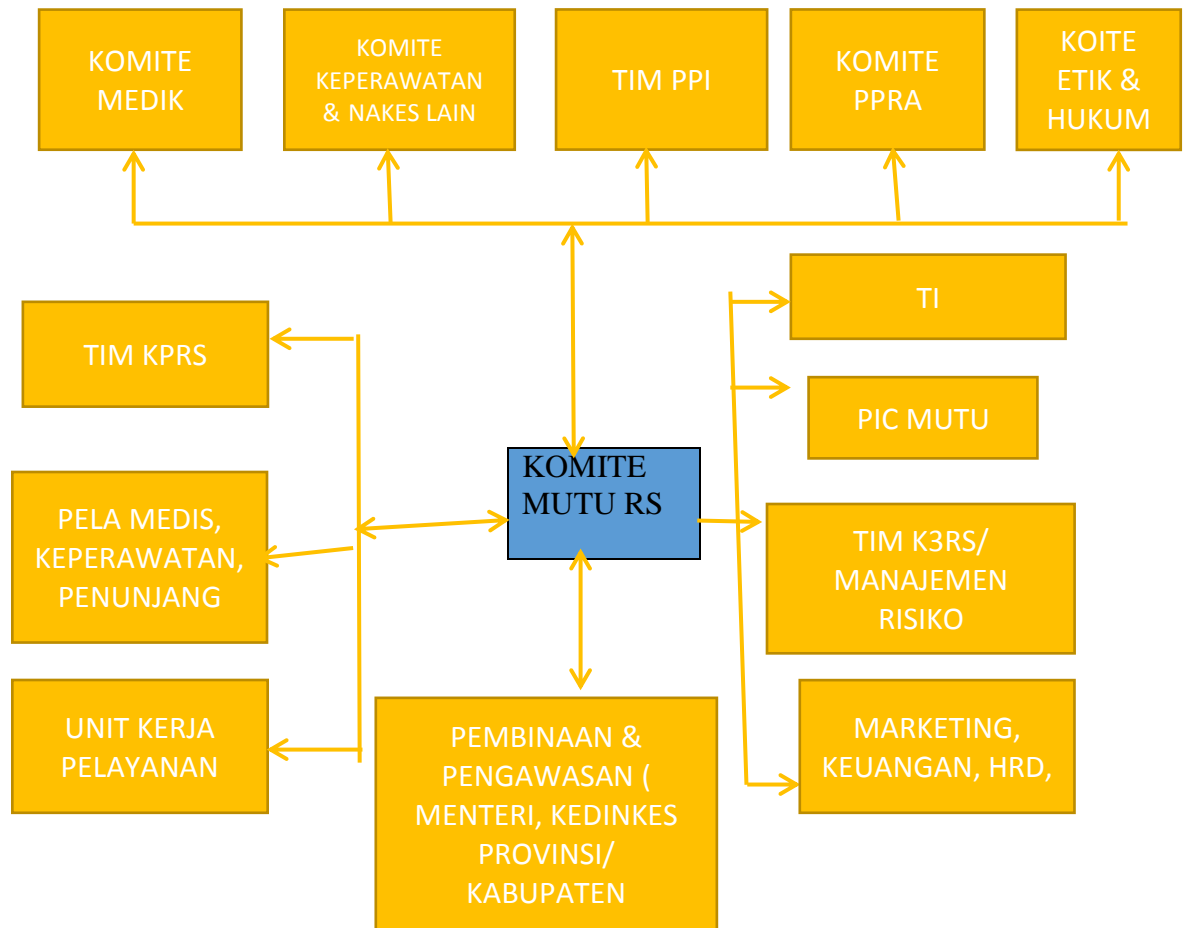 KOMITE
MEDIK
KOMITE
KEPERAWATAN
& NAKES LAIN
TIM PPI
KOMITE
PPRA
KOITE
ETIK &
HUKUM
TIM KPRS
TI
PIC MUTU
KOMITE
MUTU RS
PELA MEDIS,
KEPERAWATAN,
PENUNJANG
TIM K3RS/
MANAJEMEN
RISIKO
UNIT KERJA
PELAYANAN
PEMBINAAN &
PENGAWASAN (
MENTERI, KEDINKES
PROVINSI/
KABUPATEN
MARKETING,
KEUANGAN, HRD,